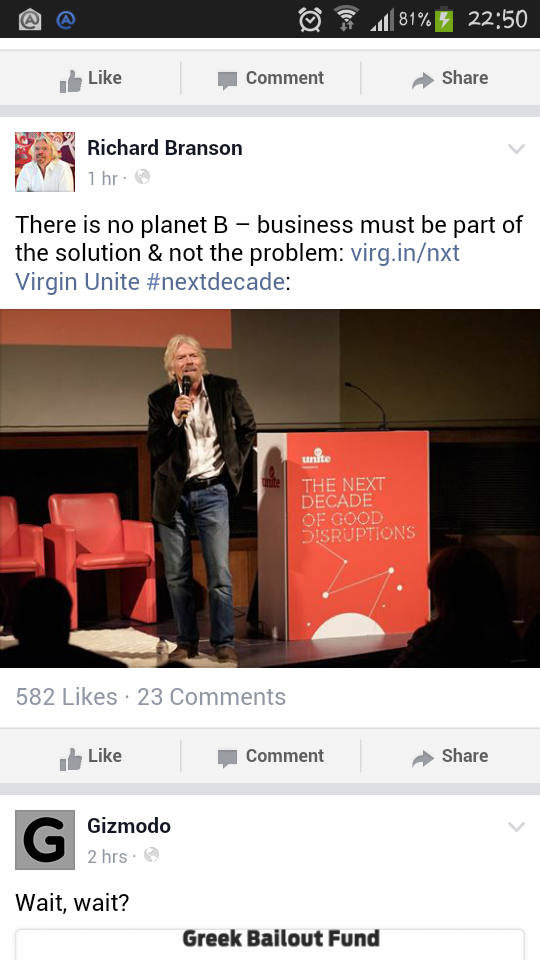 81% 22:50
Like Comment Share
Richard Branson
1 hr ·
There is no planet B – business must be part of
the solution & not the problem: virg.in/nxt
Virgin Unite #nextdecade:
unite
unite
THE NEXT
DECADE
OF GOOD
DISRUPTIONS
582 Likes · 23 Comments
Like Comment Share
G Gizmodo
2 hrs ·
Wait, wait?
Greek Bailout Fund